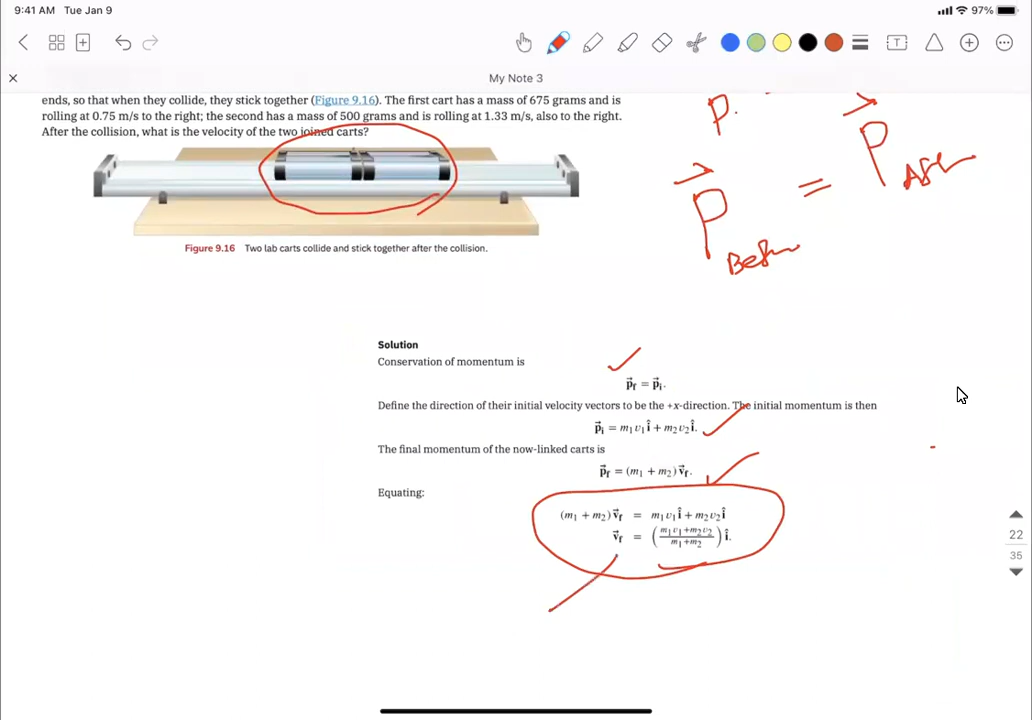 9:41 AM Tue Jan 9
97%
T
My Note 3
ends, so that when they collide, they stick together (Figure 9.16). The first cart has a mass of 675 grams and is
rolling at 0.75 m/s to the right; the second has a mass of 500 grams and is rolling at 1.33 m/s, also to the right.
After the collision, what is the velocity of the two joined carts?
Figure 9.16 Two lab carts collide and stick together after the collision.
P.
P⃗ = P⃗
Solution
Conservation of momentum is
p⃗f = p⃗i.
Define the direction of their initial velocity vectors to be the +x-direction. The initial momentum is then
p⃗i = m₁υ₁î + m₂υ₂î.
The final momentum of the now-linked carts is
p⃗f = (m₁ + m₂)v⃗f.
Equating:
(m₁ + m₂)v⃗f = m₁υ₁î + m₂υ₂î
v⃗f = (m₁υ₁+m₂υ₂ / m₁+m₂) î.
22
35